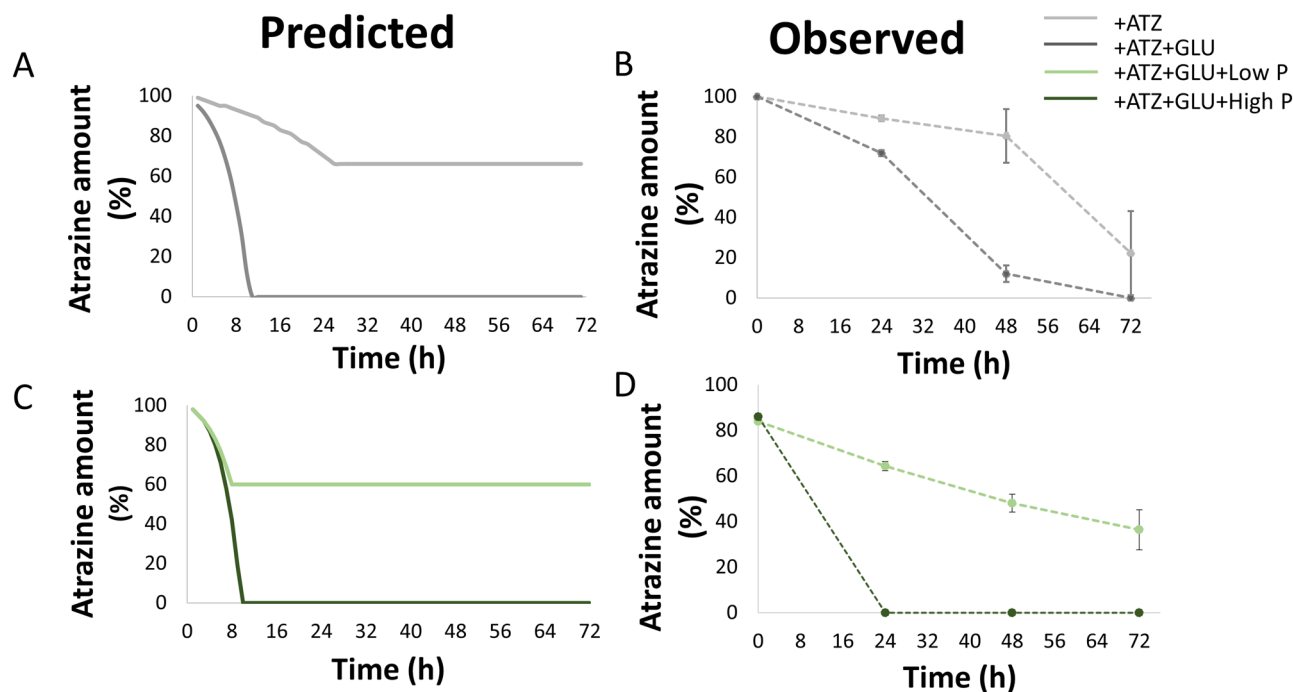 Predicted
Observed
+ATZ
+ATZ+GLU
+ATZ+GLU+Low P
+ATZ+GLU+High P
A
Atrazine amount
(%)
100
80
60
40
20
0
0 8 16 24 32 40 48 56 64 72
Time (h)
B
Atrazine amount
(%)
100
80
60
40
20
0
0 8 16 24 32 40 48 56 64 72
Time (h)
C
Atrazine amount
(%)
100
80
60
40
20
0
0 8 16 24 32 40 48 56 64 72
Time (h)
D
Atrazine amount
(%)
100
80
60
40
20
0
0 8 16 24 32 40 48 56 64 72
Time (h)